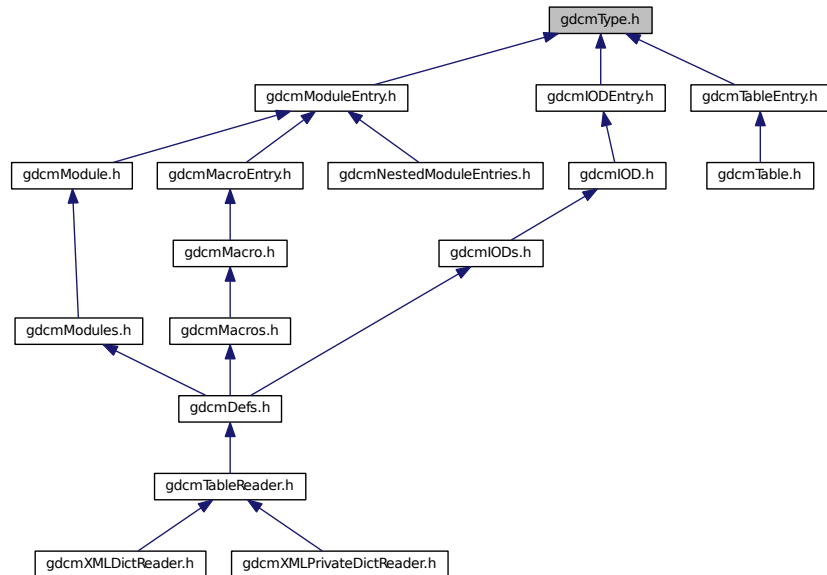 gdcmType.h
gdcmModuleEntry.h
gdcmIODEntry.h
gdcmTableEntry.h
gdcmModule.h
gdcmMacroEntry.h
gdcmNestedModuleEntries.h
gdcmIOD.h
gdcmTable.h
gdcmMacro.h
gdcmIODs.h
gdcmModules.h
gdcmMacros.h
gdcmDefs.h
gdcmTableReader.h
gdcmXMLDictReader.h
gdcmXMLPrivateDictReader.h